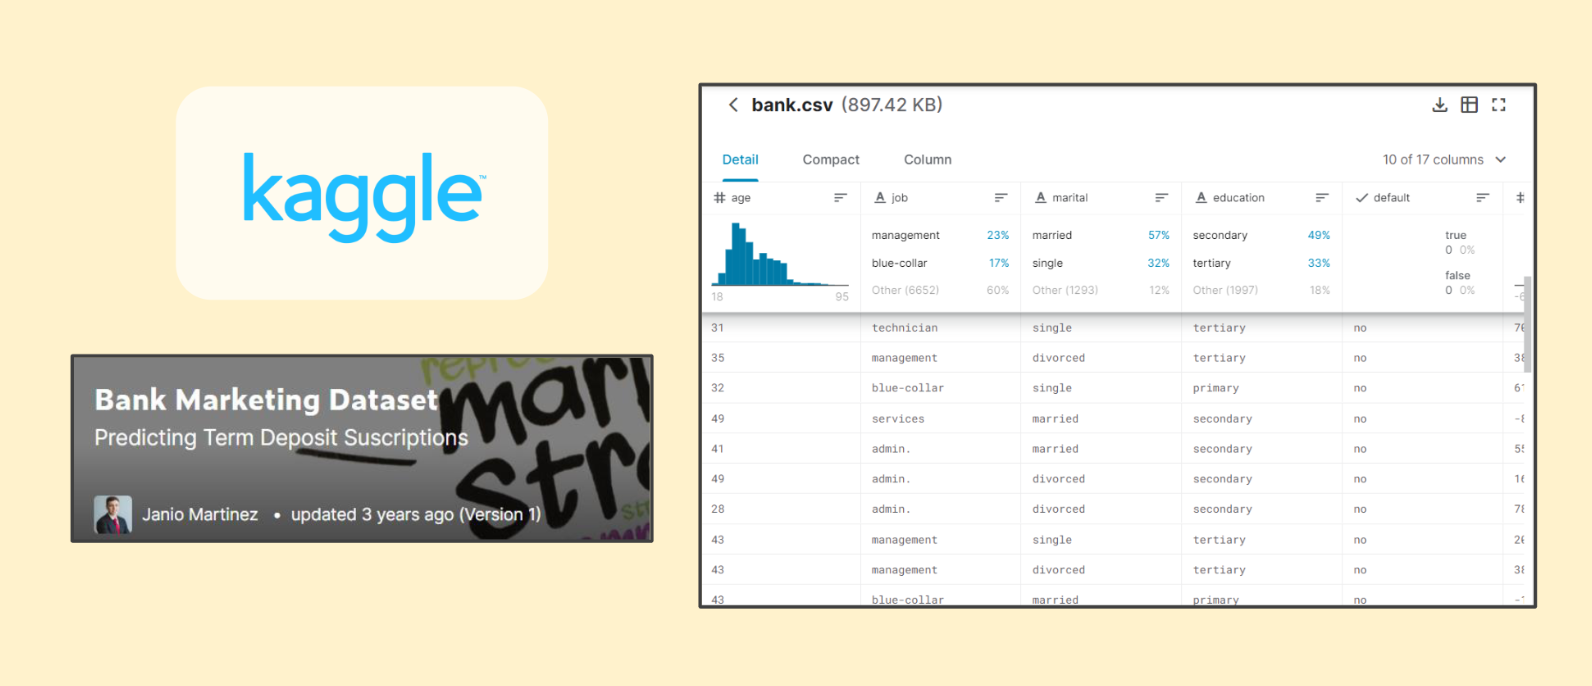 kaggle™
Bank Marketing Dataset
Predicting Term Deposit Suscriptions
Janio Martinez • updated 3 years ago (Version 1)
bank.csv (897.42 KB)
Detail Compact Column 10 of 17 columns
# age A job A marital A education default #
management 23% married 57% secondary 49% true
0 0%
blue-collar 17% single 32% tertiary 33% false
18 95 Other (6652) 60% Other (1293) 12% Other (1997) 18% 0 0%
31 technician single tertiary no
35 management divorced tertiary no
32 blue-collar single primary no
49 services married secondary no
41 admin. married secondary no
49 admin. divorced secondary no
28 admin. divorced secondary no
43 management single tertiary no
43 management divorced tertiary no
43 blue-collar married primary no